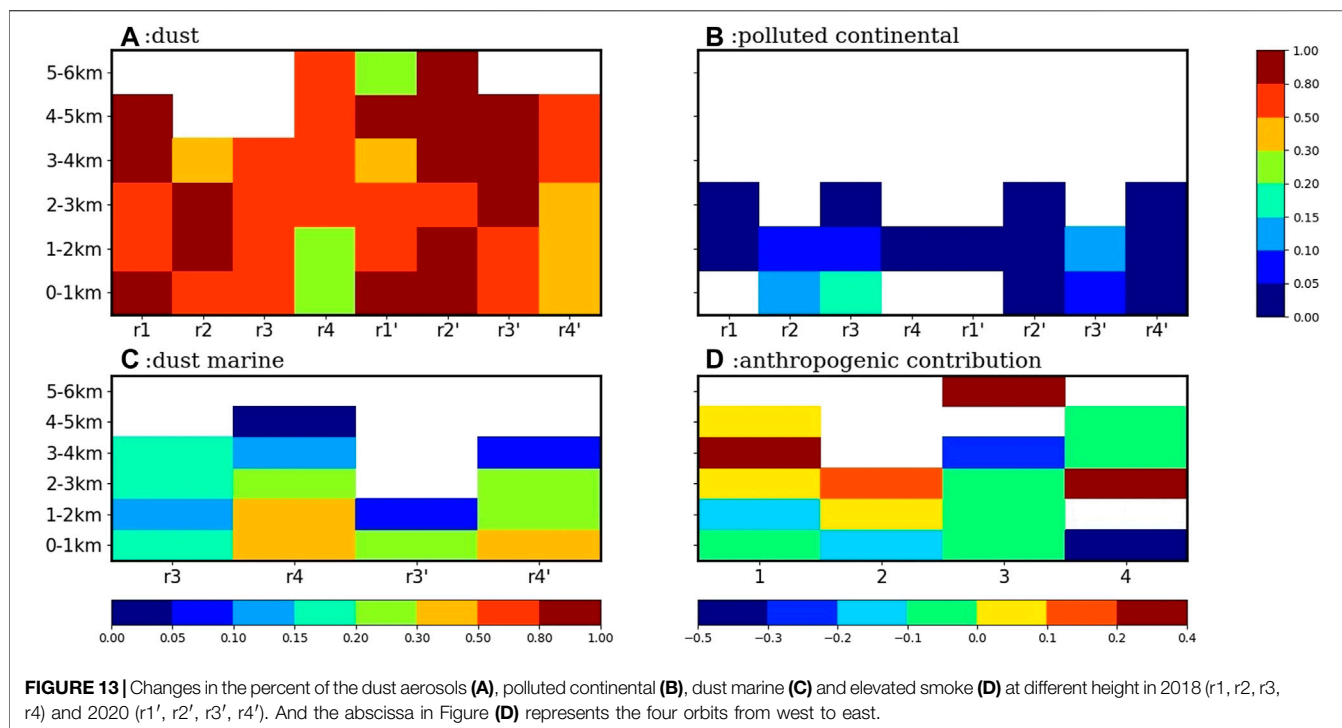 A :dust
5-6km
4-5km
3-4km
2-3km
1-2km
0-1km
r1 r2 r3 r4 r1' r2' r3' r4'
B :polluted continental
r1 r2 r3 r4 r1' r2' r3' r4'
1.00
0.80
0.50
0.30
0.20
0.15
0.10
0.05
0.00
C :dust marine
5-6km
4-5km
3-4km
2-3km
1-2km
0-1km
r3 r4 r3' r4'
0.00 0.05 0.10 0.15 0.20 0.30 0.50 0.80 1.00
D :anthropogenic contribution
1 2 3 4
−0.5 −0.3 −0.2 −0.1 0.0 0.1 0.2 0.4
FIGURE 13 | Changes in the percent of the dust aerosols (A), polluted continental (B), dust marine (C) and elevated smoke (D) at different height in 2018 (r1, r2, r3,
r4) and 2020 (r1′, r2′, r3′, r4′). And the abscissa in Figure (D) represents the four orbits from west to east.